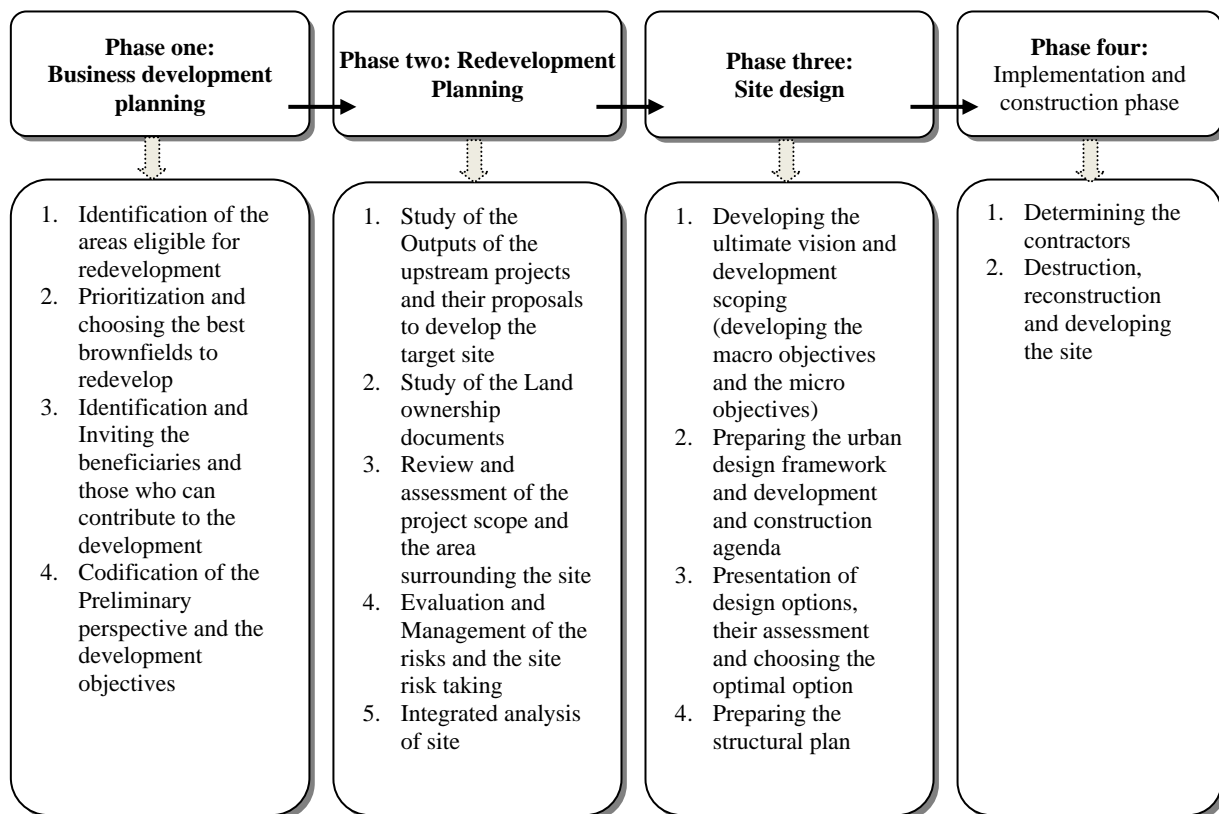 Phase one:
Business development
planning
Phase two: Redevelopment
Planning
Phase three:
Site design
Phase four:
Implementation and
construction phase
1. Identification of the
areas eligible for
redevelopment
2. Prioritization and
choosing the best
brownfields to
redevelop
3. Identification and
Inviting the
beneficiaries and
those who can
contribute to the
development
4. Codification of the
Preliminary
perspective and the
development
objectives
1. Study of the
Outputs of the
upstream projects
and their proposals
to develop the
target site
2. Study of the Land
ownership
documents
3. Review and
assessment of the
project scope and
the area
surrounding the site
4. Evaluation and
Management of the
risks and the site
risk taking
5. Integrated analysis
of site
1. Developing the
ultimate vision and
development
scoping
(developing the
macro objectives
and the micro
objectives)
2. Preparing the urban
design framework
and development
and construction
agenda
3. Presentation of
design options,
their assessment
and choosing the
optimal option
4. Preparing the
structural plan
1. Determining the
contractors
2. Destruction,
reconstruction
and developing
the site